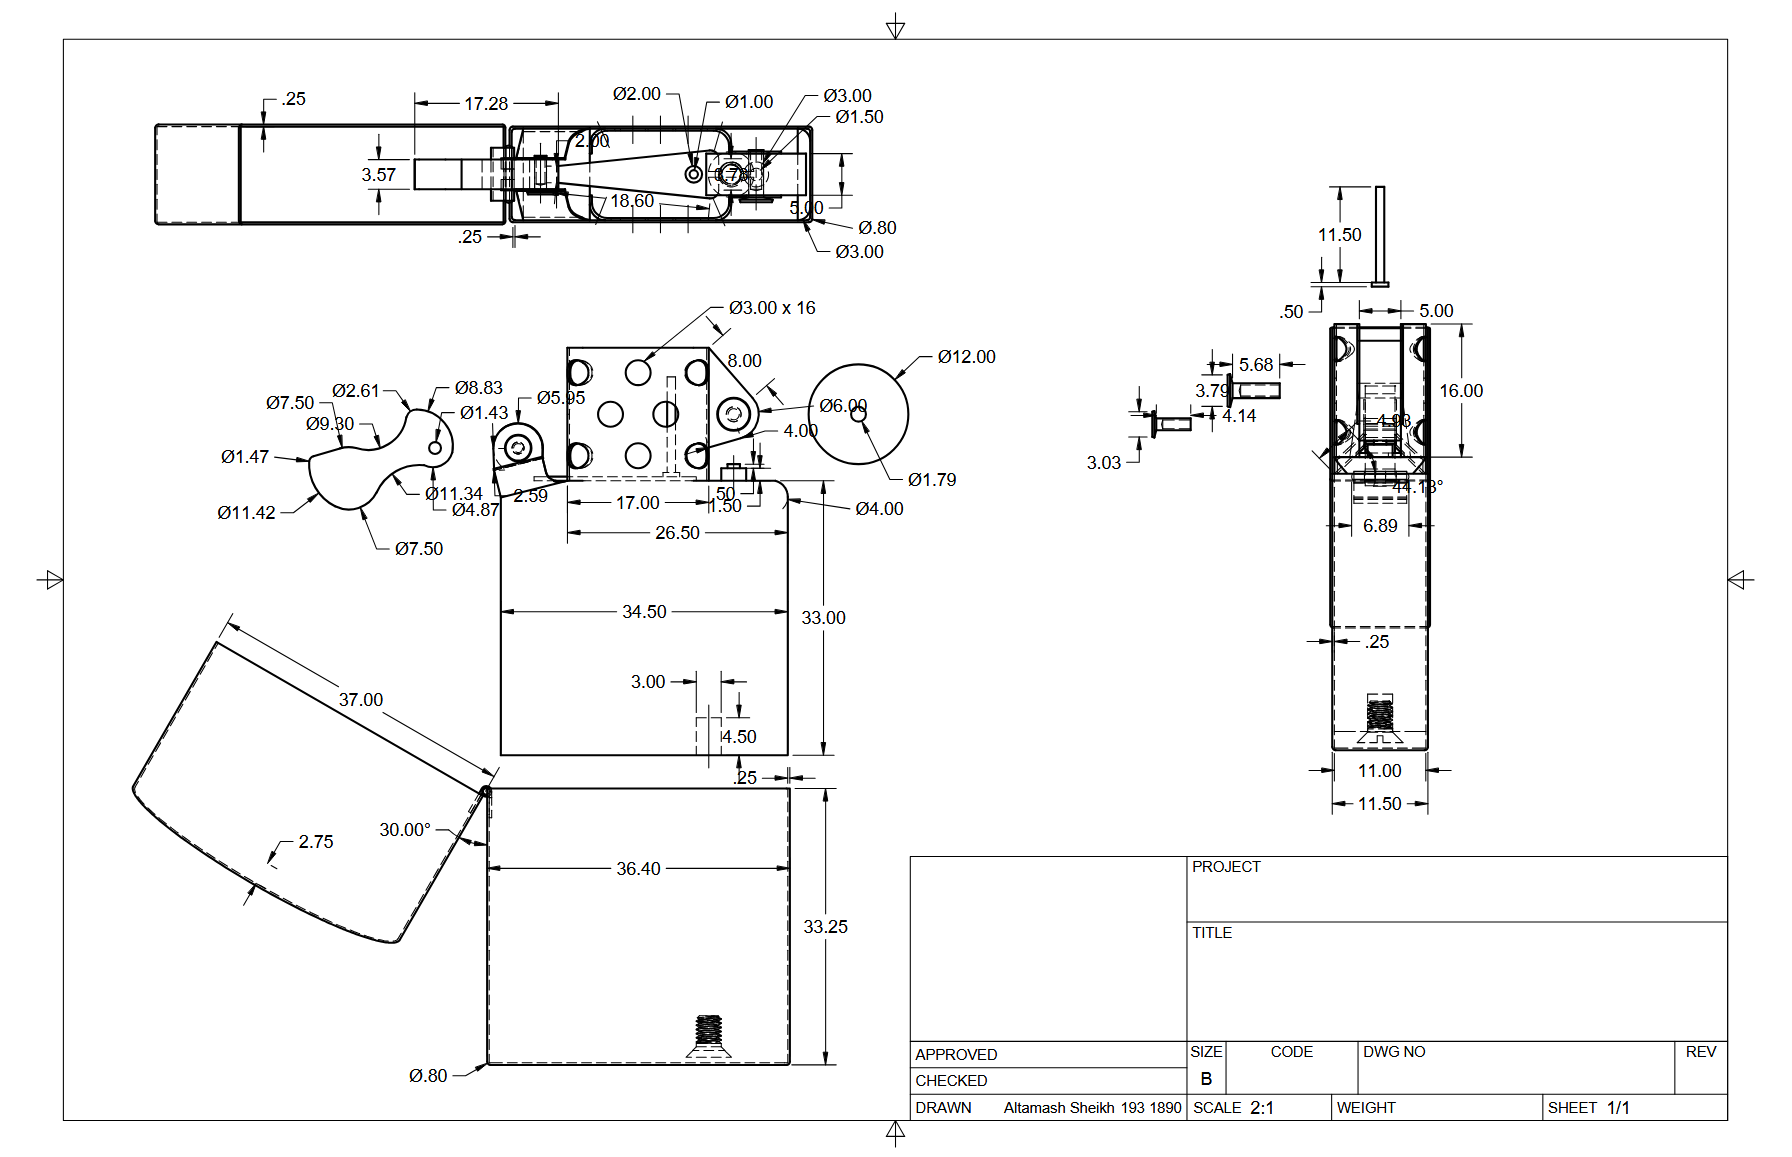 .25
17.28
Ø2.00
Ø1.00
Ø3.00
Ø1.50
2.00
3.57
18.60
5.00
.25
Ø.80
Ø3.00
11.50
.50
5.00
Ø3.00 x 16
8.00
Ø12.00
Ø2.61
Ø8.83
Ø7.50
Ø1.43
Ø9.30
Ø5.95
Ø6.00
4.00
Ø1.47
Ø11.34
Ø11.42
Ø4.87
Ø7.50
2.59
17.00
.50
1.50
Ø1.79
Ø4.00
26.50
5.68
3.79
4.14
3.03
16.00
4.93
44.13°
6.89
34.50
33.00
.25
3.00
4.50
37.00
.25
11.00
11.50
30.00°
2.75
36.40
33.25
Ø.80
PROJECT
TITLE
APPROVED
SIZE CODE DWG NO REV
CHECKED
B
DRAWN Altamash Sheikh 193 1890 SCALE 2:1 WEIGHT SHEET 1/1